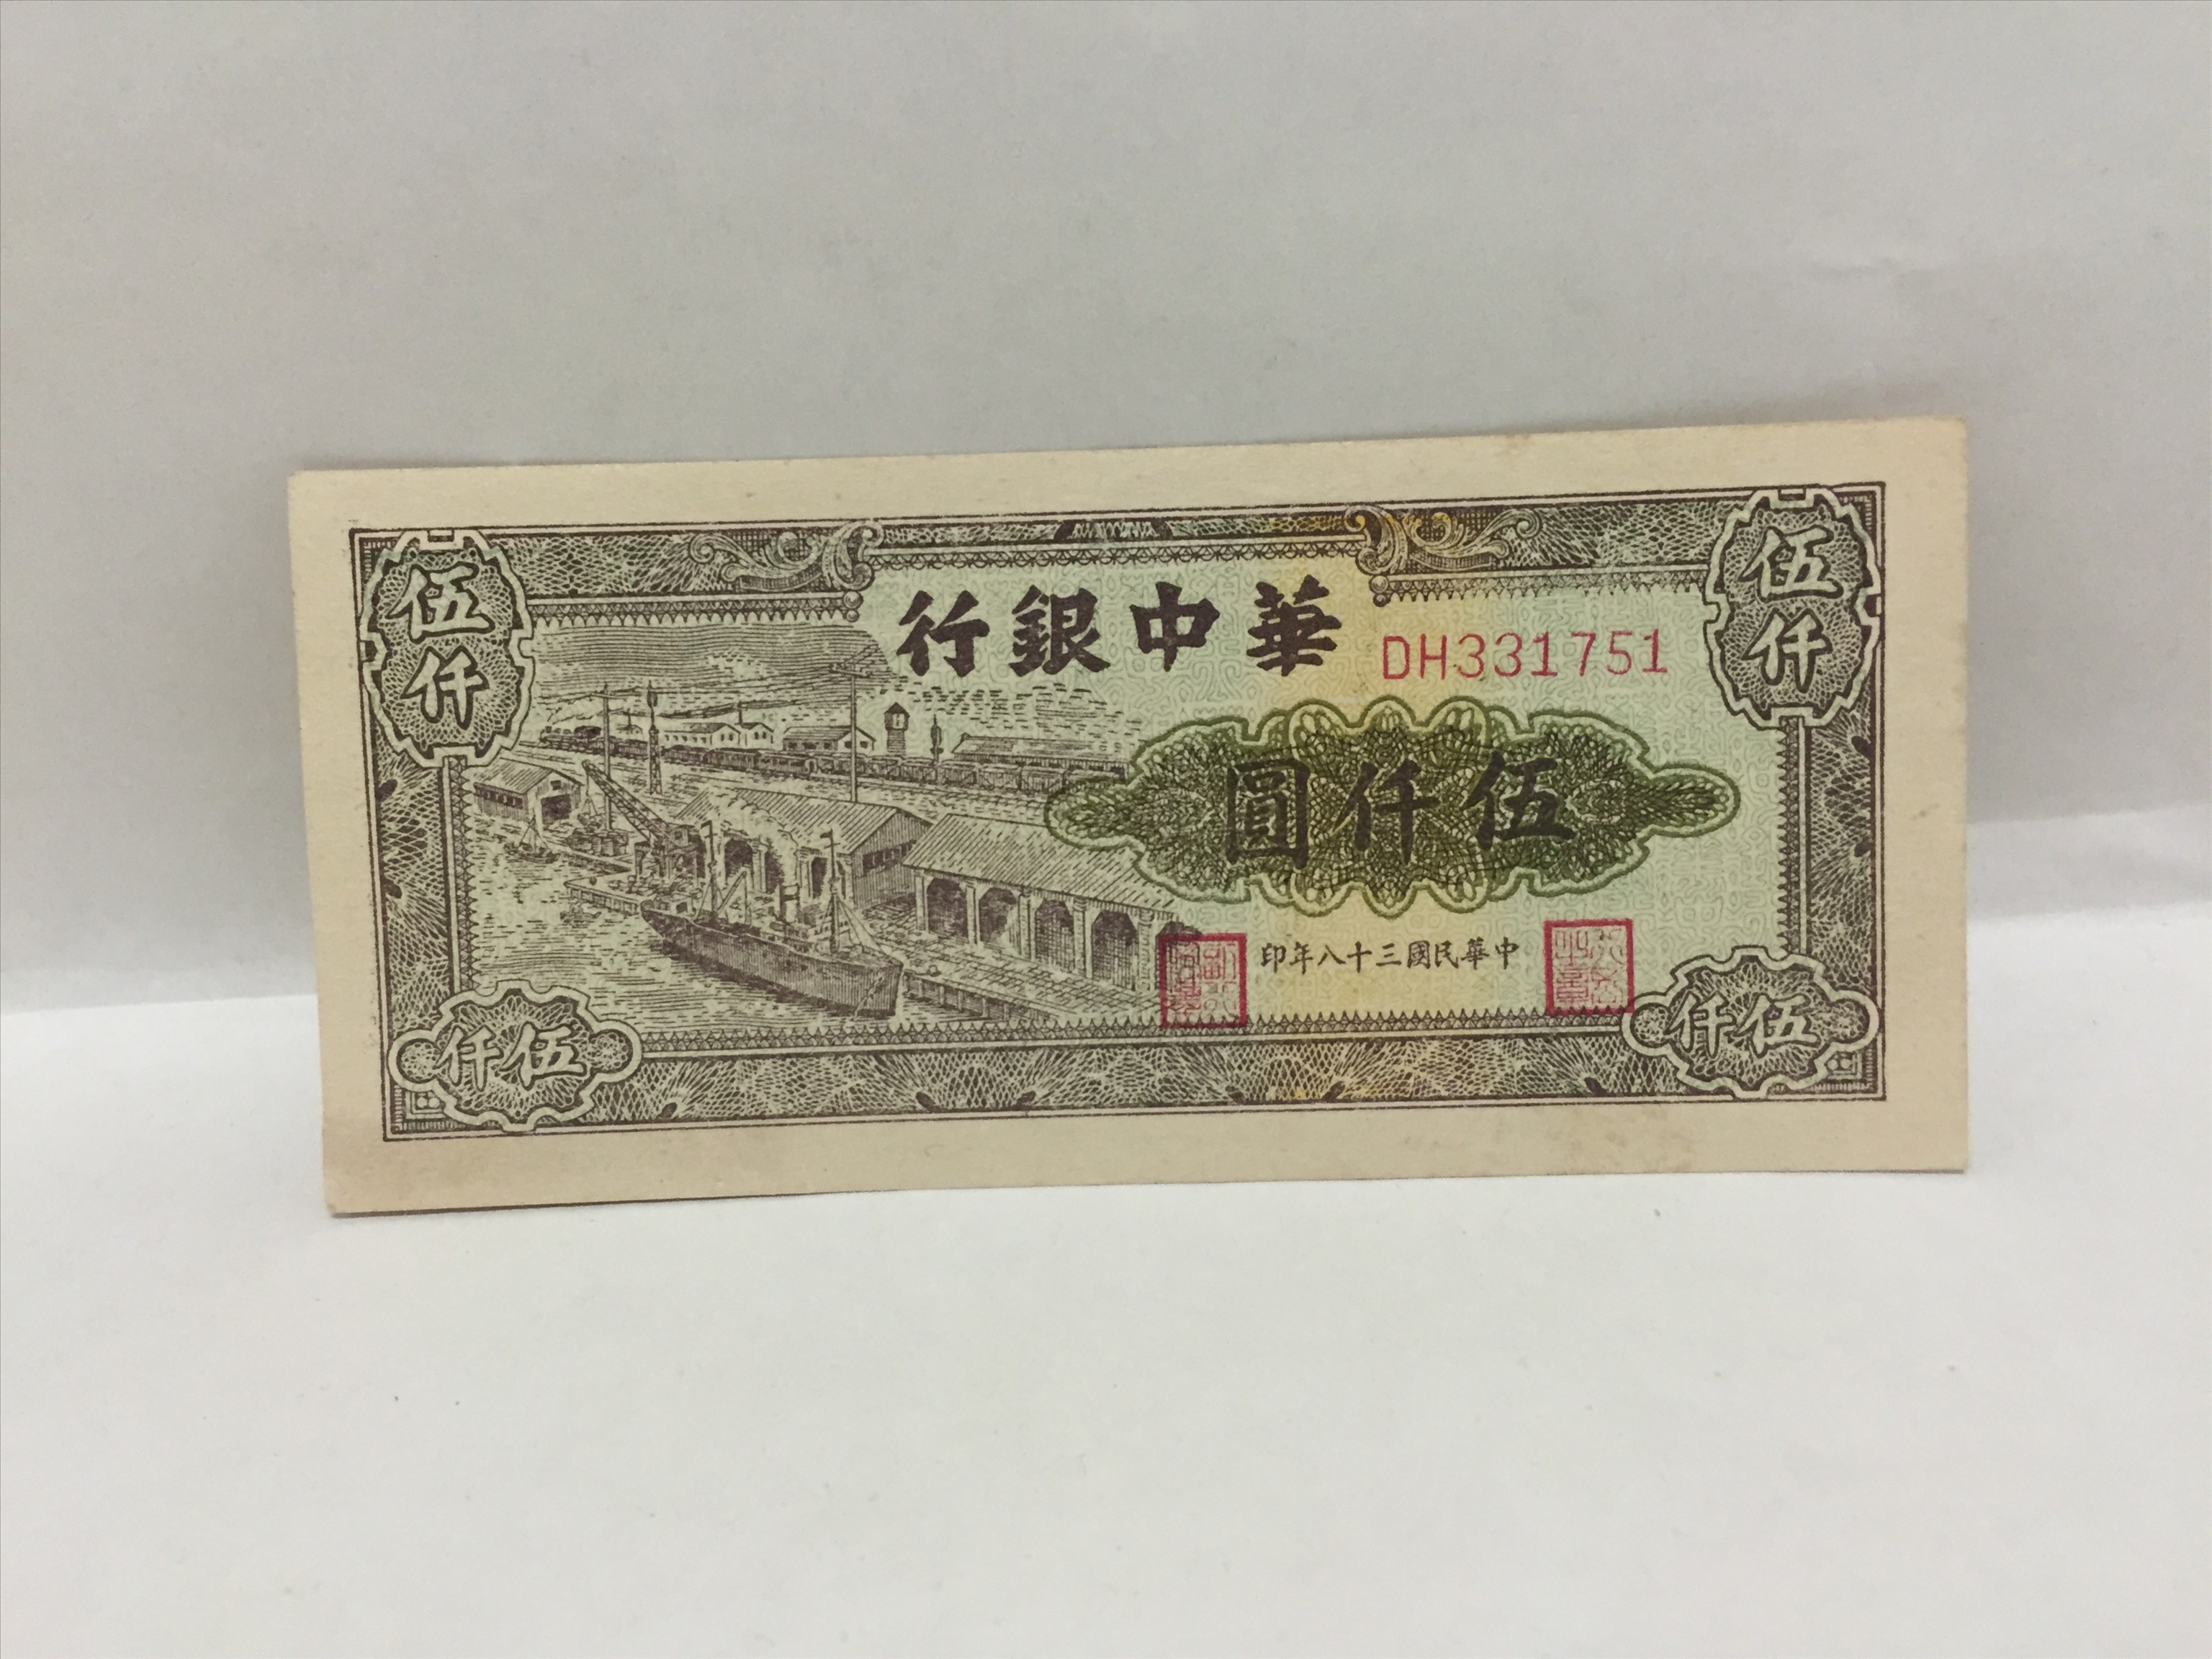 華中銀行
DH331751
伍仟
伍仟
伍仟圓
中華民國三十八年印
伍仟
伍仟